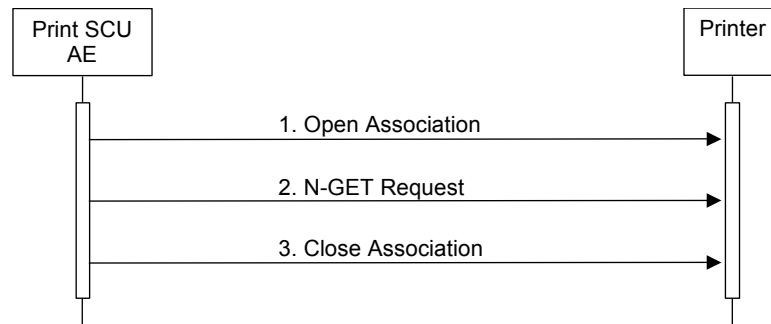 Print SCU
AE
Printer
1. Open Association
2. N-GET Request
3. Close Association